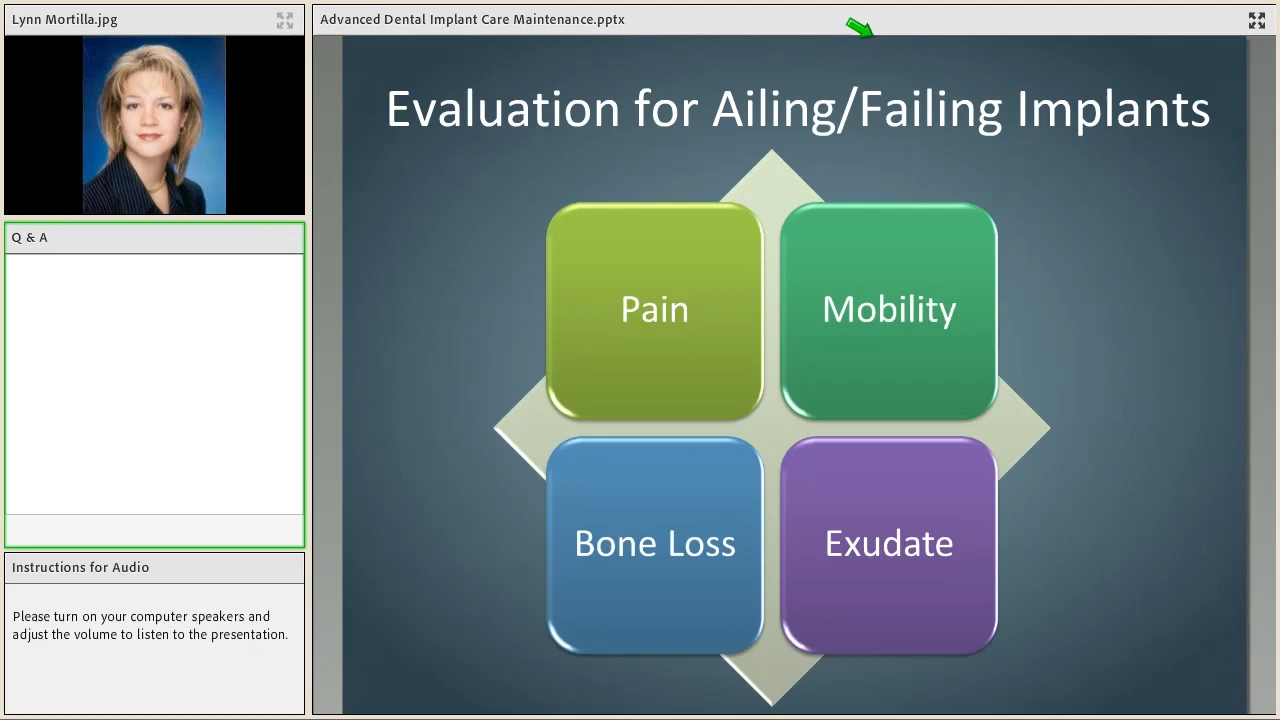 Lynn Mortilla.jpg
Advanced Dental Implant Care Maintenance.pptx
Evaluation for Ailing/Failing Implants
Pain
Mobility
Bone Loss
Exudate
Q & A
Instructions for Audio
Please turn on your computer speakers and
adjust the volume to listen to the presentation.